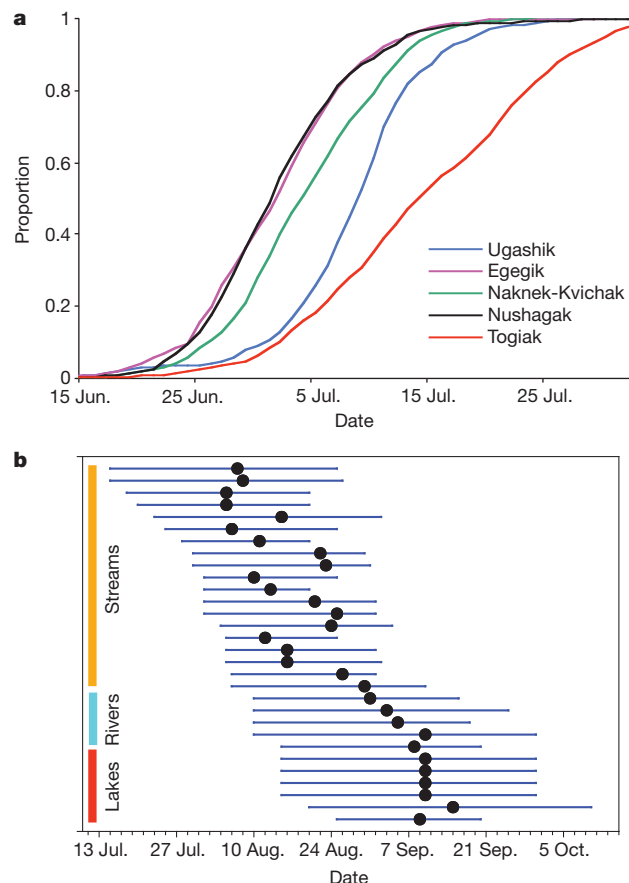 a
1
0.8
0.6
0.4
0.2
0
Proportion
Ugashik
Egegik
Naknek-Kvichak
Nushagak
Togiak
15 Jun. 25 Jun. 5 Jul. 15 Jul. 25 Jul.
Date
b
Streams
Rivers
Lakes
13 Jul. 27 Jul. 10 Aug. 24 Aug. 7 Sep. 21 Sep. 5 Oct.
Date